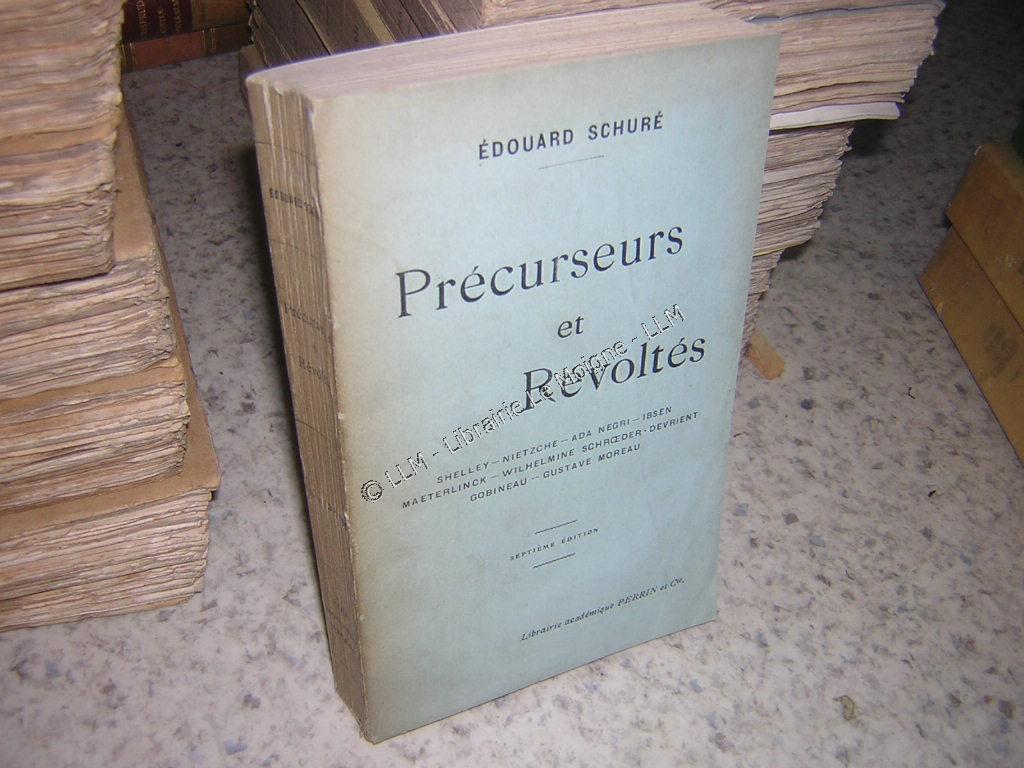 ÉDOUARD SCHURÉ
Précurseurs
et
Révoltés
SHELLEY — NIETZCHE — ADA NEGRI — IBSEN
MAETERLINCK — WILHELMINE SCHRŒDER-DEVRIENT
GOBINEAU — GUSTAVE MOREAU
SEPTIÈME ÉDITION
Librairie académique PERRIN et Cie.
© LLM - Librairie Le Moigne - LLM